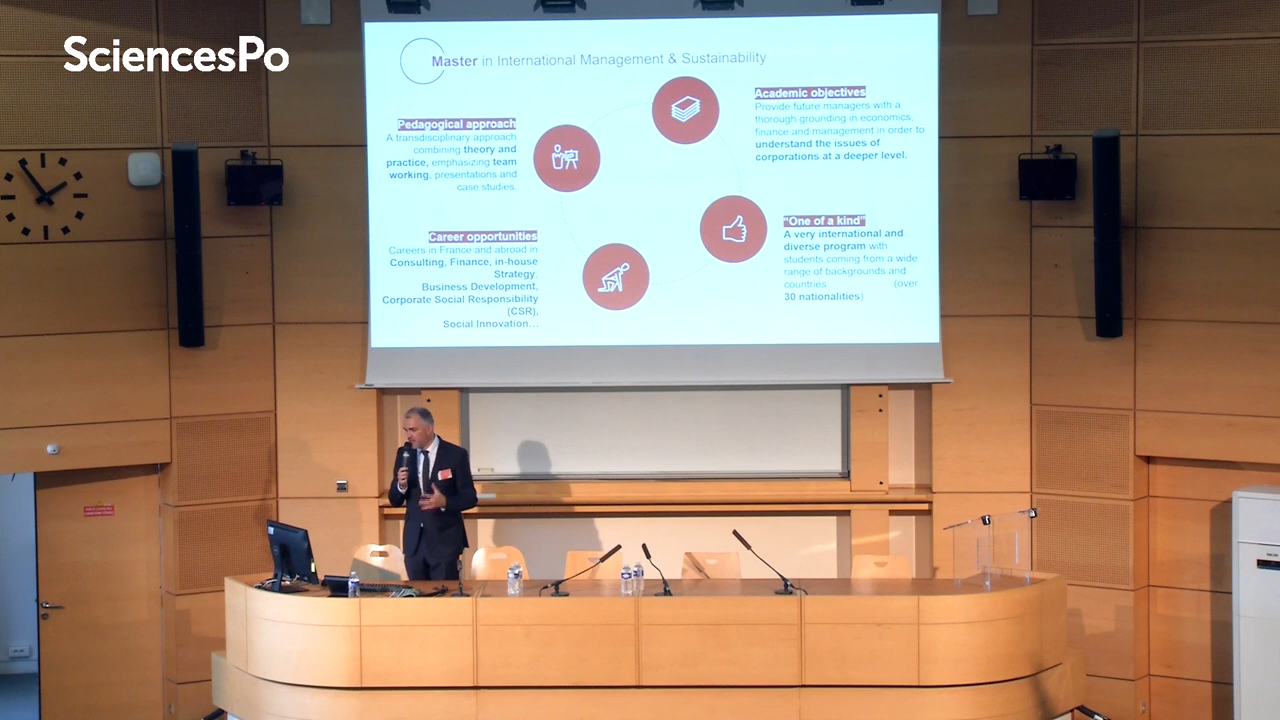 SciencesPo
Master in International Management & Sustainability
Pedagogical approach
A transdisciplinary approach
combining theory and
practice, emphasizing team
working, presentations and
case studies.
Academic objectives
Provide future managers with a
thorough grounding in economics,
finance and management in order to
understand the issues of
corporations at a deeper level.
Career opportunities
Careers in France and abroad in
Consulting, Finance, in-house
Strategy.
Business Development,
Corporate Social Responsibility
(CSR),
Social Innovation...
"One of a kind"
A very international and
diverse program with
students coming from a wide
range of backgrounds and
countries (over
30 nationalities)